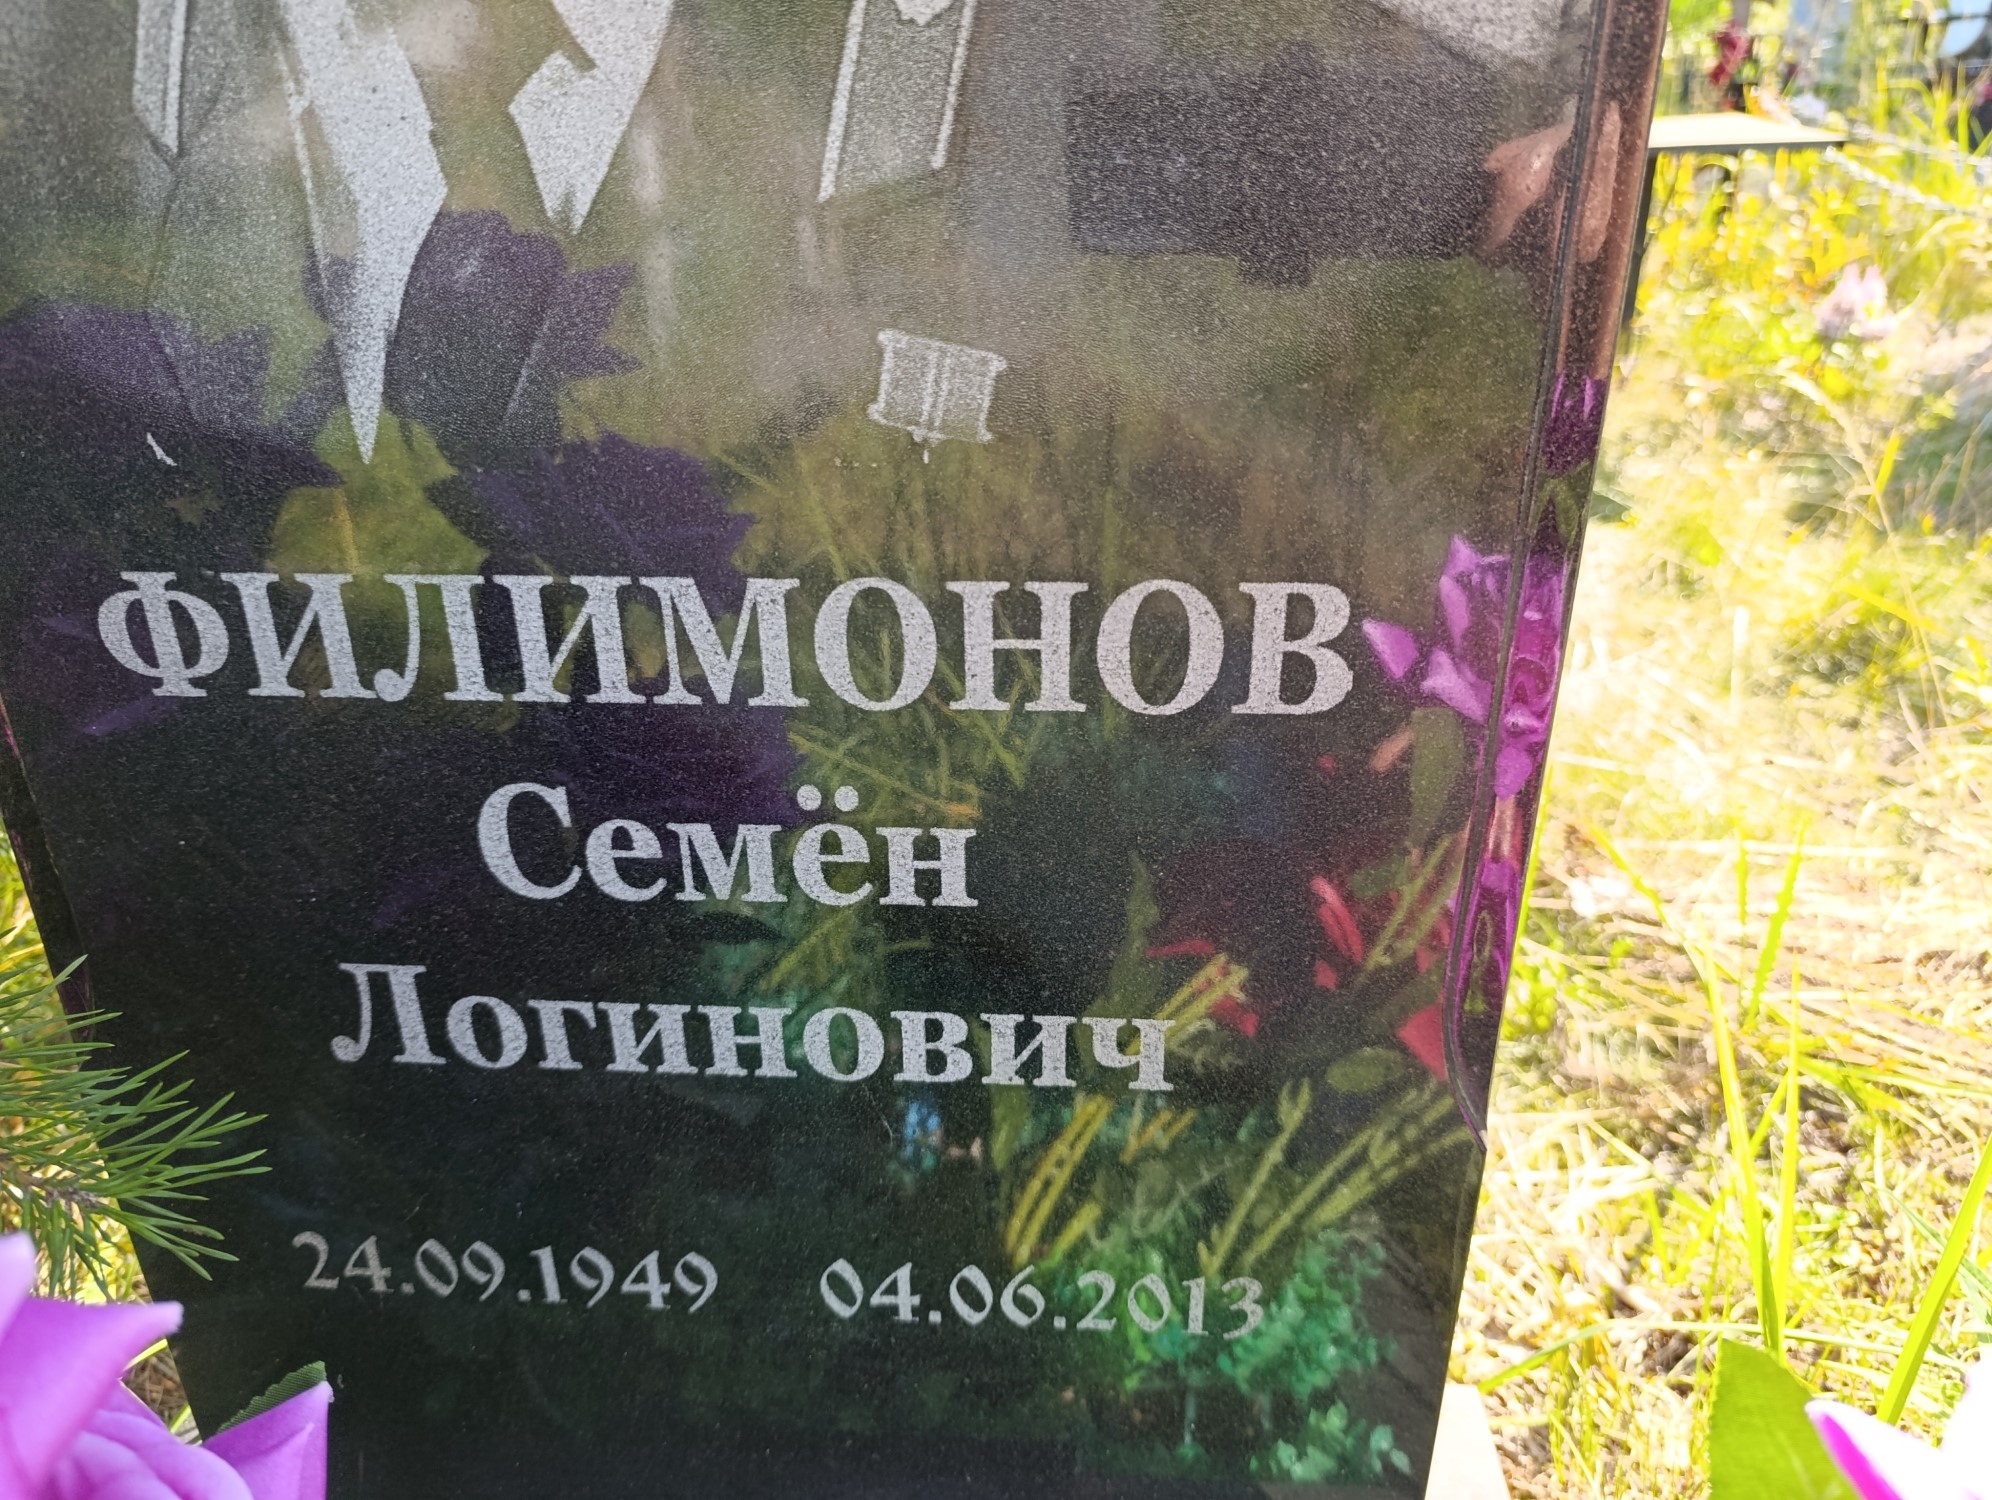 ФИЛИМОНОВ
Семён
Логинович
24.09.1949 04.06.2013